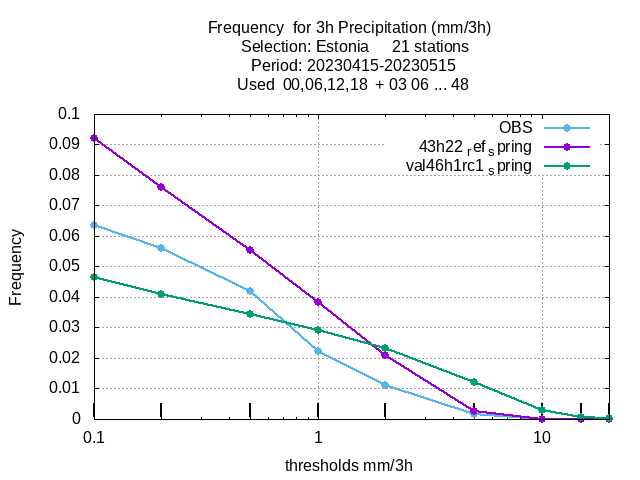 Frequency for 3h Precipitation (mm/3h)
Selection: Estonia 21 stations
Period: 20230415-20230515
Used 00,06,12,18 + 03 06 ... 48
OBS
43h22 ref spring
val46h1rc1 spring
0.1
0.09
0.08
0.07
0.06
0.05
0.04
0.03
0.02
0.01
0
Frequency
0.1 1 10
thresholds mm/3h